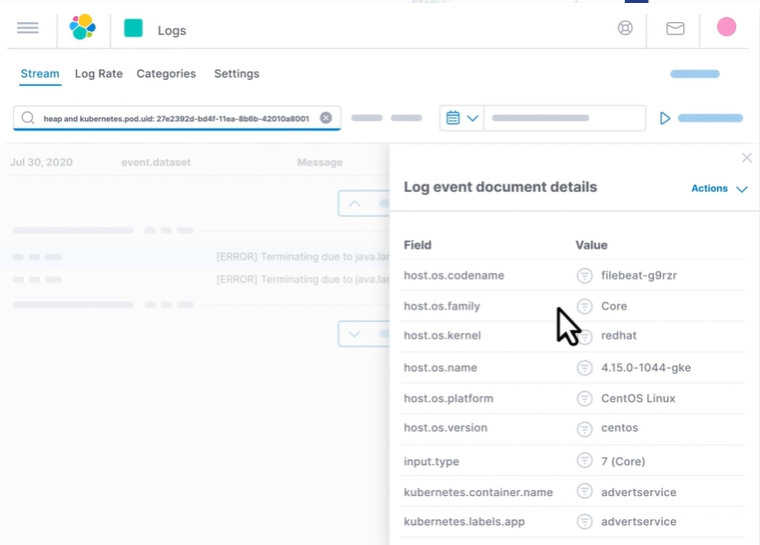 Logs
Stream Log Rate Categories Settings
heap and kubernetes.pod.uid: 27e2392d-bd4f-11ea-8b6b-42010a8001
Jul 30, 2020 event.dataset Message
[ERROR] Terminating due to java.lan
[ERROR] Terminating due to java.lan
Log event document details Actions
Field Value
host.os.codename filebeat-g9rzr
host.os.family Core
host.os.kernel redhat
host.os.name 4.15.0-1044-gke
host.os.platform CentOS Linux
host.os.version centos
input.type 7 (Core)
kubernetes.container.name advertservice
kubernetes.labels.app advertservice